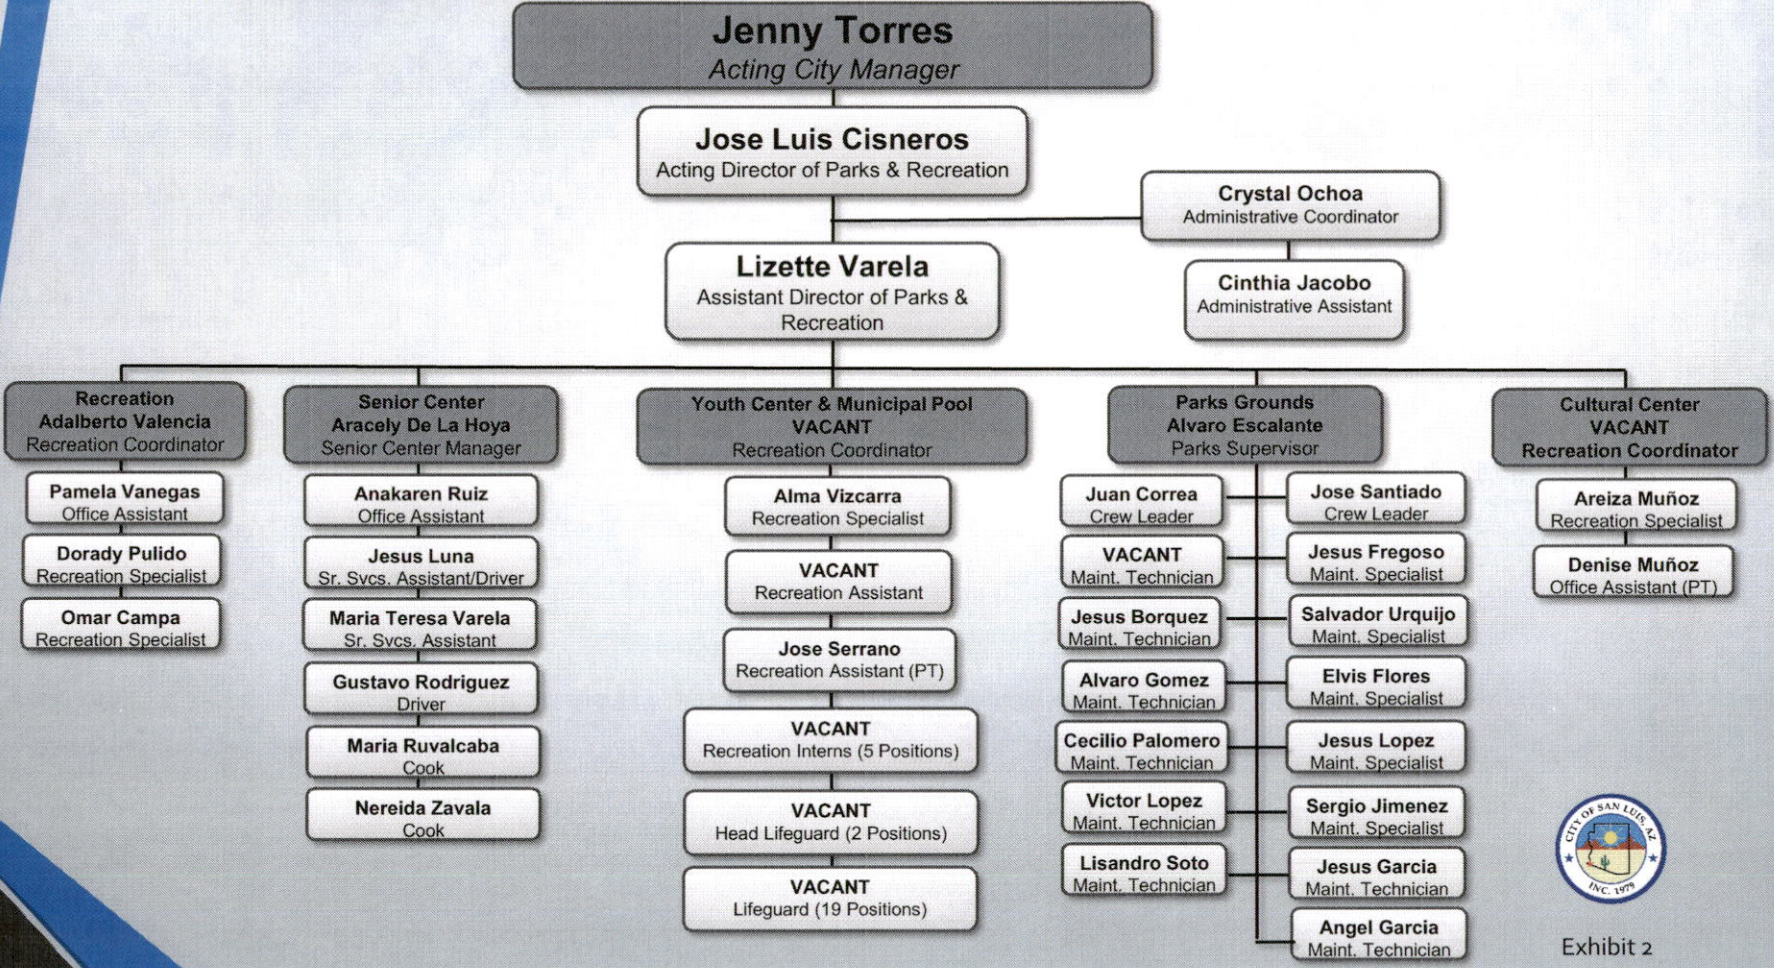 Jenny Torres
Acting City Manager
Jose Luis Cisneros
Acting Director of Parks & Recreation
Crystal Ochoa
Administrative Coordinator
Lizette Varela
Assistant Director of Parks &
Recreation
Cinthia Jacobo
Administrative Assistant
Recreation
Adalberto Valencia
Recreation Coordinator
Pamela Vanegas
Office Assistant
Dorady Pulido
Recreation Specialist
Omar Campa
Recreation Specialist
Senior Center
Aracely De La Hoya
Senior Center Manager
Anakaren Ruiz
Office Assistant
Jesus Luna
Sr. Svcs. Assistant/Driver
Maria Teresa Varela
Sr. Svcs. Assistant
Gustavo Rodriguez
Driver
Maria Ruvalcaba
Cook
Nereida Zavala
Cook
Youth Center & Municipal Pool
VACANT
Recreation Coordinator
Alma Vizcarra
Recreation Specialist
VACANT
Recreation Assistant
Jose Serrano
Recreation Assistant (PT)
VACANT
Recreation Interns (5 Positions)
VACANT
Head Lifeguard (2 Positions)
VACANT
Lifeguard (19 Positions)
Parks Grounds
Alvaro Escalante
Parks Supervisor
Juan Correa
Crew Leader
VACANT
Maint. Technician
Jesus Borquez
Maint. Technician
Alvaro Gomez
Maint. Technician
Cecilio Palomero
Maint. Technician
Victor Lopez
Maint. Technician
Lisandro Soto
Maint. Technician
Jose Santiado
Crew Leader
Jesus Fregoso
Maint. Specialist
Salvador Urquijo
Maint. Specialist
Elvis Flores
Maint. Specialist
Jesus Lopez
Maint. Specialist
Sergio Jimenez
Maint. Specialist
Jesus Garcia
Maint. Technician
Angel Garcia
Maint. Technician
Cultural Center
VACANT
Recreation Coordinator
Areiza Muñoz
Recreation Specialist
Denise Muñoz
Office Assistant (PT)
CITY OF SAN LUIS, AZ
INC. 1979
Exhibit 2